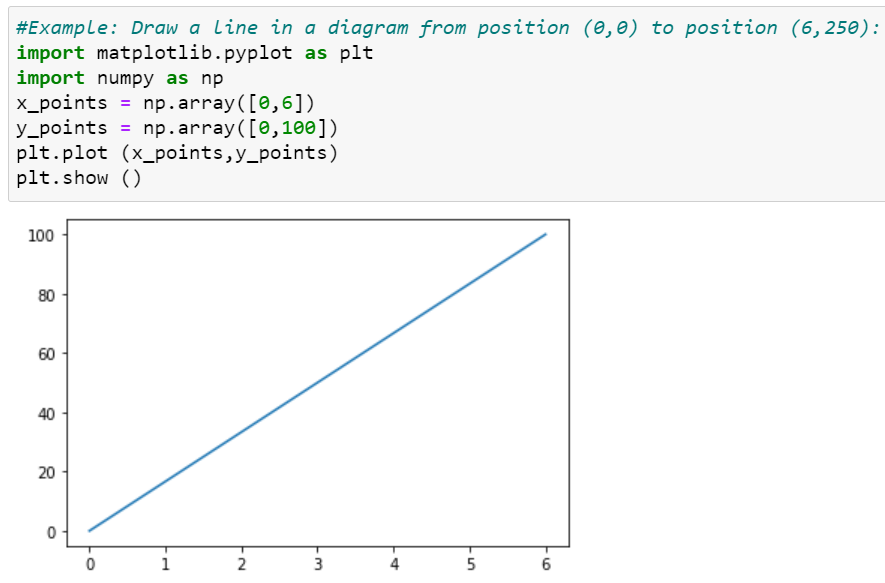 #Example: Draw a line in a diagram from position (0,0) to position (6,250):
import matplotlib.pyplot as plt
import numpy as np
x_points = np.array([0,6])
y_points = np.array([0,100])
plt.plot (x_points,y_points)
plt.show ()
100
80
60
40
20
0
0 1 2 3 4 5 6